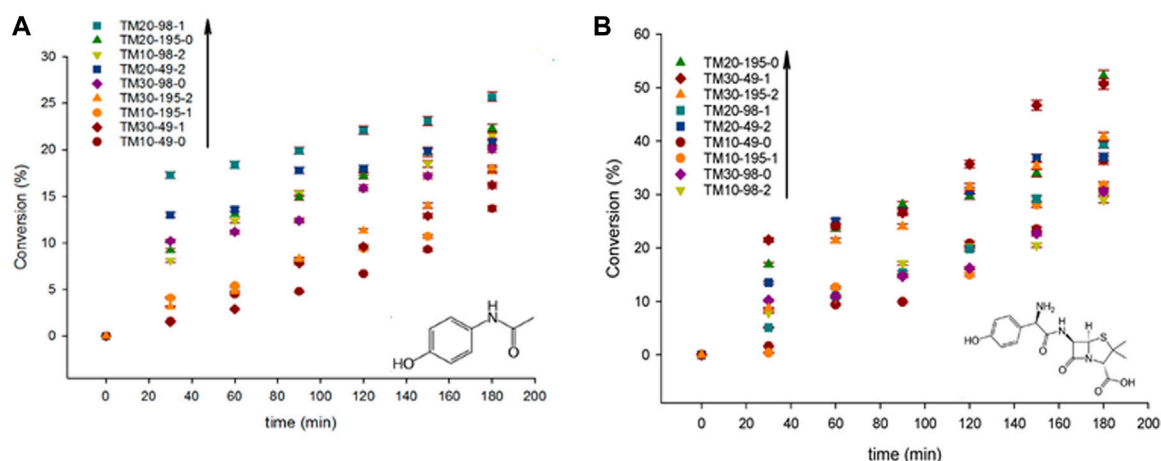 A
TM20-98-1
TM20-195-0
TM10-98-2
TM20-49-2
TM30-98-0
TM30-195-2
TM10-195-1
TM30-49-1
TM10-49-0
Conversion (%)
30
25
20
15
10
5
0
0 20 40 60 80 100 120 140 160 180 200
time (min)
H
N
O
HO
B
TM20-195-0
TM30-49-1
TM30-195-2
TM20-98-1
TM20-49-2
TM10-49-0
TM10-195-1
TM30-98-0
TM10-98-2
Conversion (%)
60
50
40
30
20
10
0
0 20 40 60 80 100 120 140 160 180 200
time (min)
NH2
H
N
H
S
HO
O
O
N
O
OH